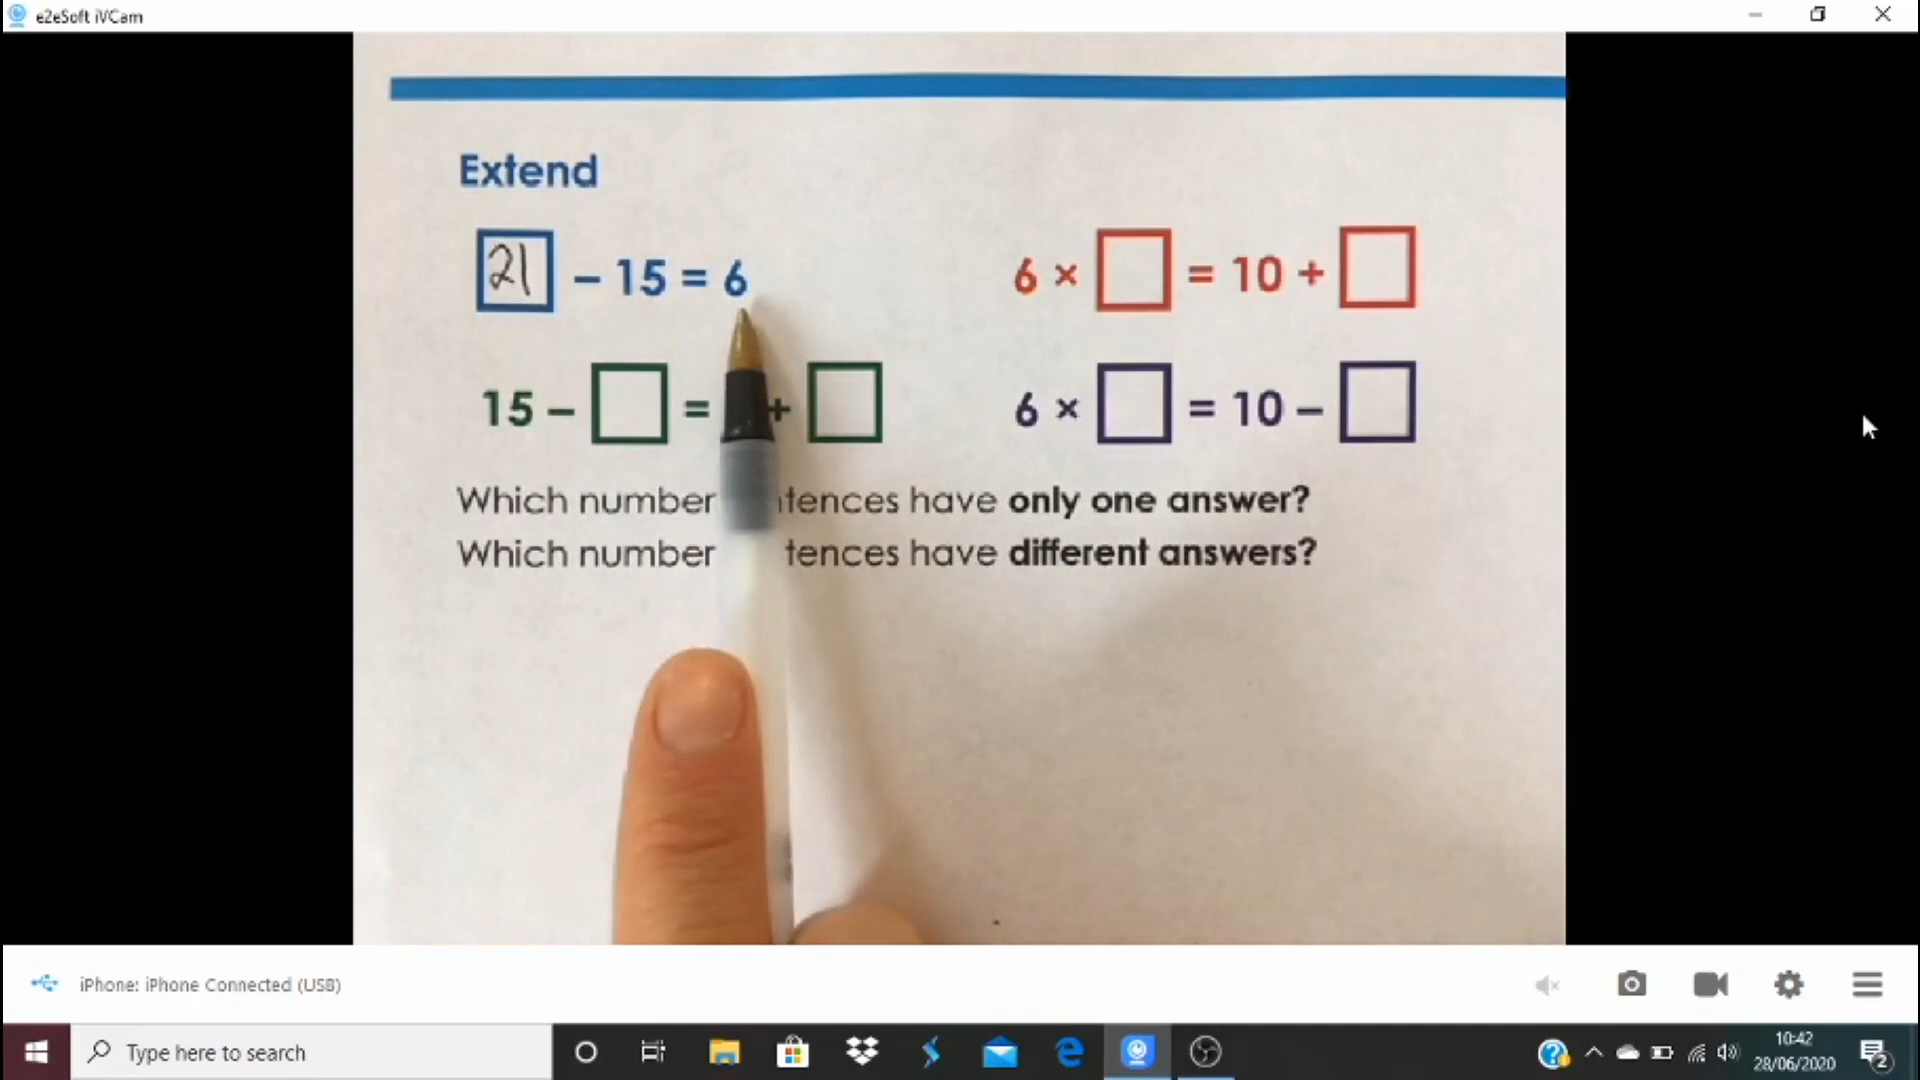 e2eSoft iVCam
Extend
21 – 15 = 6
6 × = 10 +
15 – = +
6 × = 10 –
Which number tences have only one answer?
Which number tences have different answers?
iPhone: iPhone Connected (USB)
Type here to search
10:42
28/06/2020
2